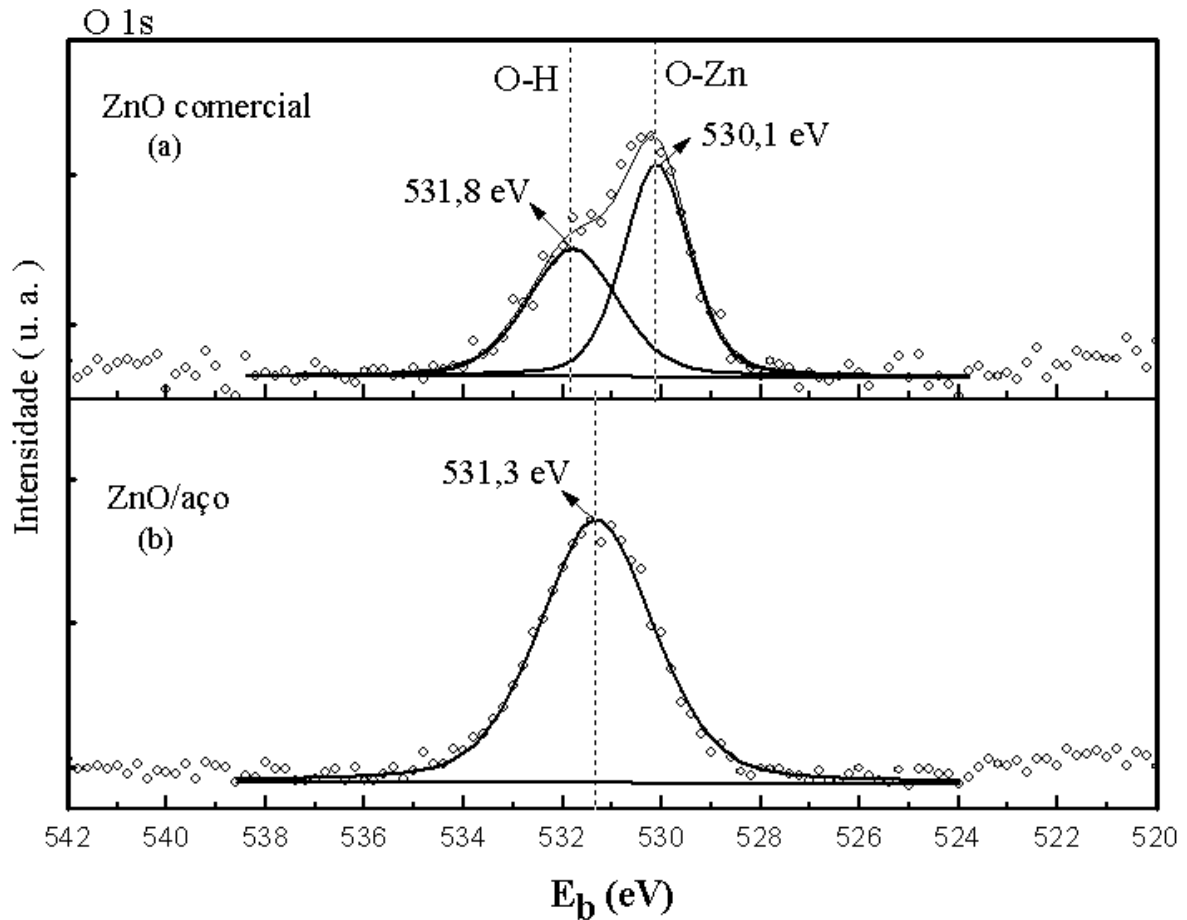 O 1s
O-H
O-Zn
ZnO comercial
(a)
530,1 eV
531,8 eV
Intensidade ( u. a. )
531,3 eV
ZnO/aço
(b)
542 540 538 536 534 532 530 528 526 524 522 520
E_b (eV)